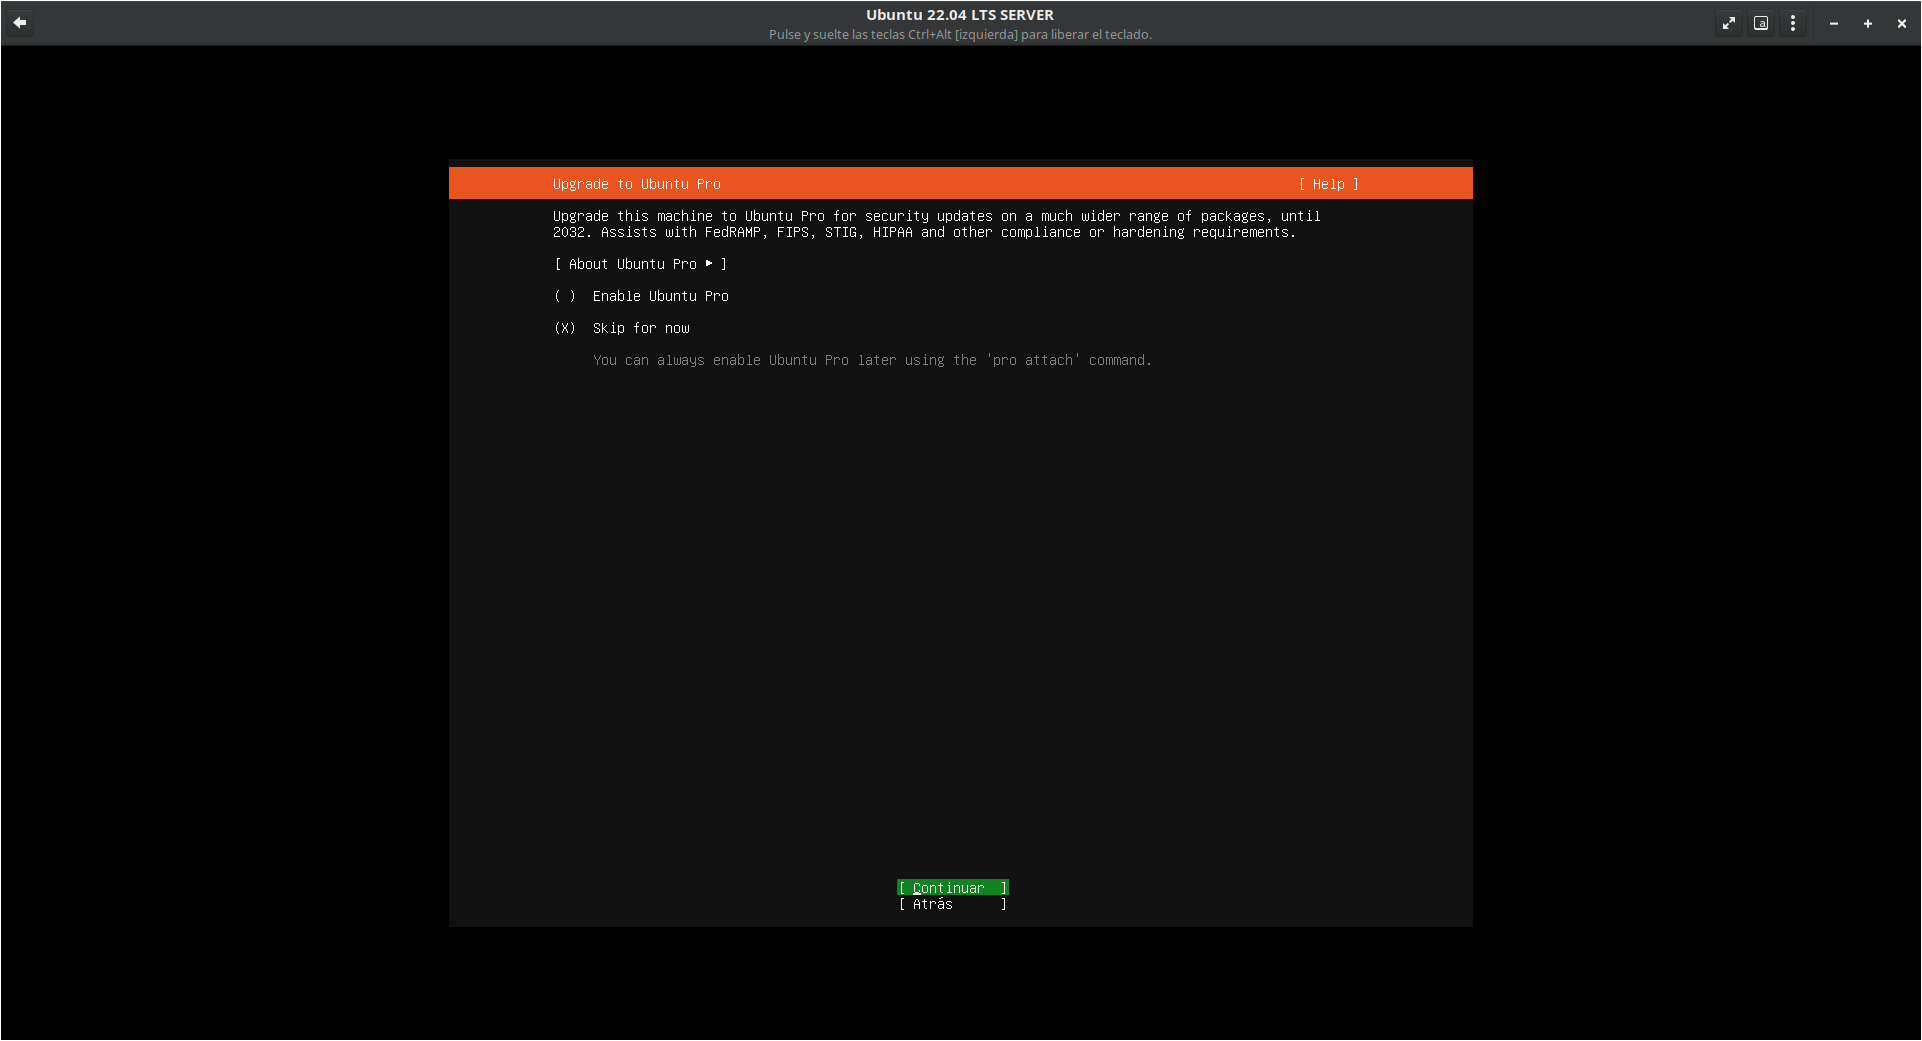 Ubuntu 22.04 LTS SERVER
Pulse y suelte las teclas Ctrl+Alt [izquierda] para liberar el teclado.
Upgrade to Ubuntu Pro [ Help ]
Upgrade this machine to Ubuntu Pro for security updates on a much wider range of packages, until
2032. Assists with FedRAMP, FIPS, STIG, HIPAA and other compliance or hardening requirements.
[ About Ubuntu Pro ► ]
( ) Enable Ubuntu Pro
(X) Skip for now
You can always enable Ubuntu Pro later using the 'pro attach' command.
[ Continuar ]
[ Atrás ]